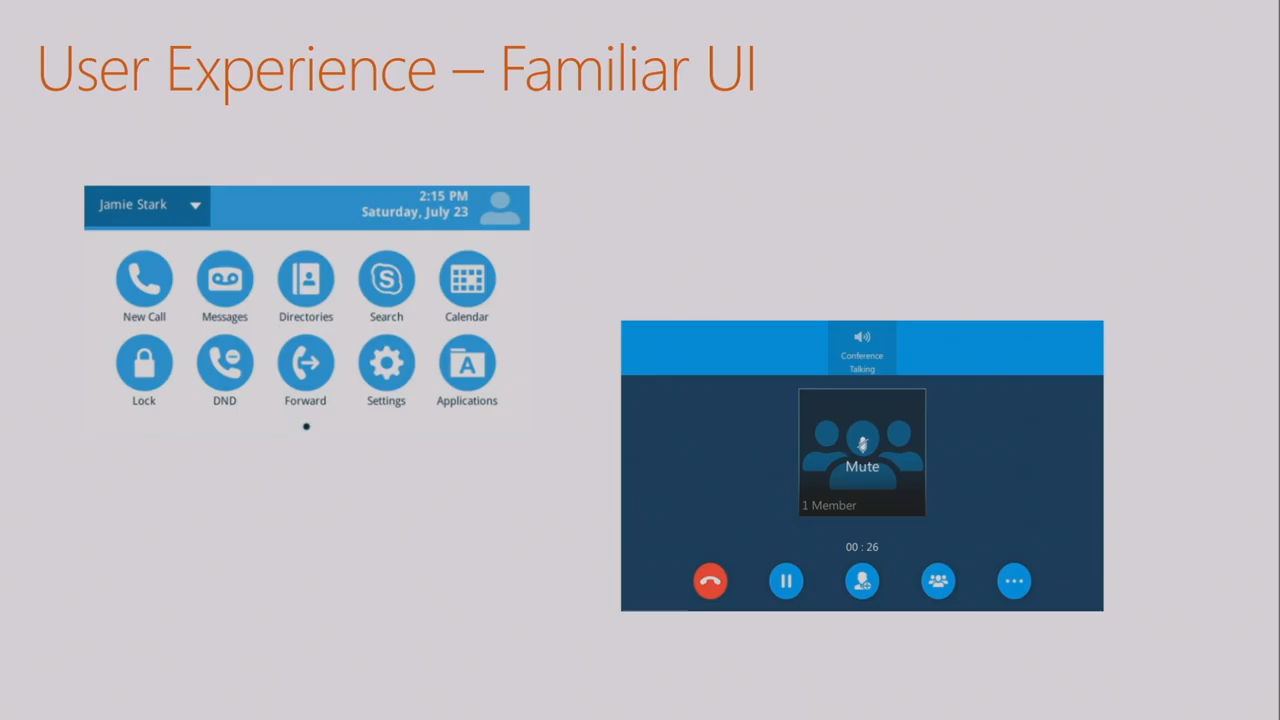 User Experience – Familiar UI
Jamie Stark
2:15 PM
Saturday, July 23
New Call
Messages
Directories
Search
Calendar
Lock
DND
Forward
Settings
Applications
Conference
Talking
Mute
1 Member
00 : 26